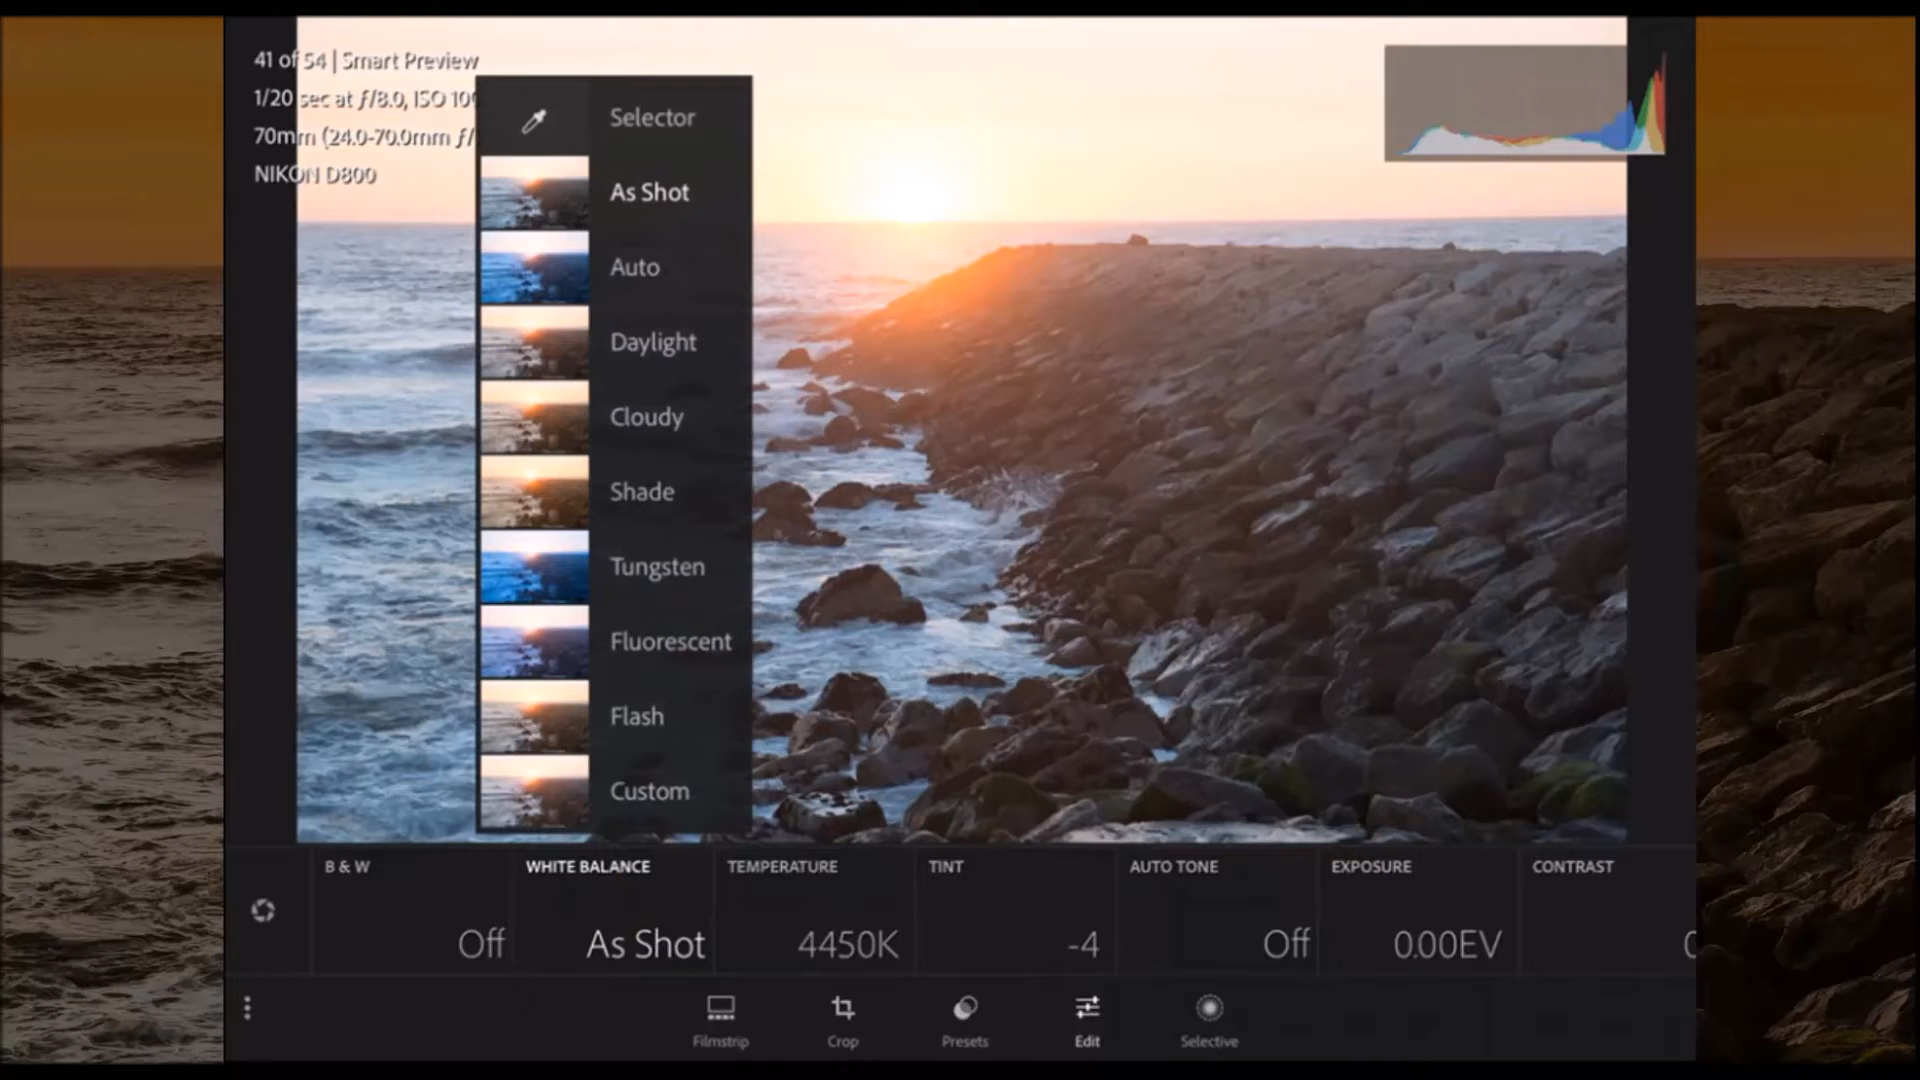 41 of 54 | Smart Preview
1/20 sec at ƒ/8.0, ISO 100
70mm (24.0-70.0mm ƒ/
NIKON D800
Selector
As Shot
Auto
Daylight
Cloudy
Shade
Tungsten
Fluorescent
Flash
Custom
B & W
WHITE BALANCE
TEMPERATURE
TINT
AUTO TONE
EXPOSURE
CONTRAST
Off
As Shot
4450K
-4
Off
0.00EV
0
Filmstrip
Crop
Presets
Edit
Selective